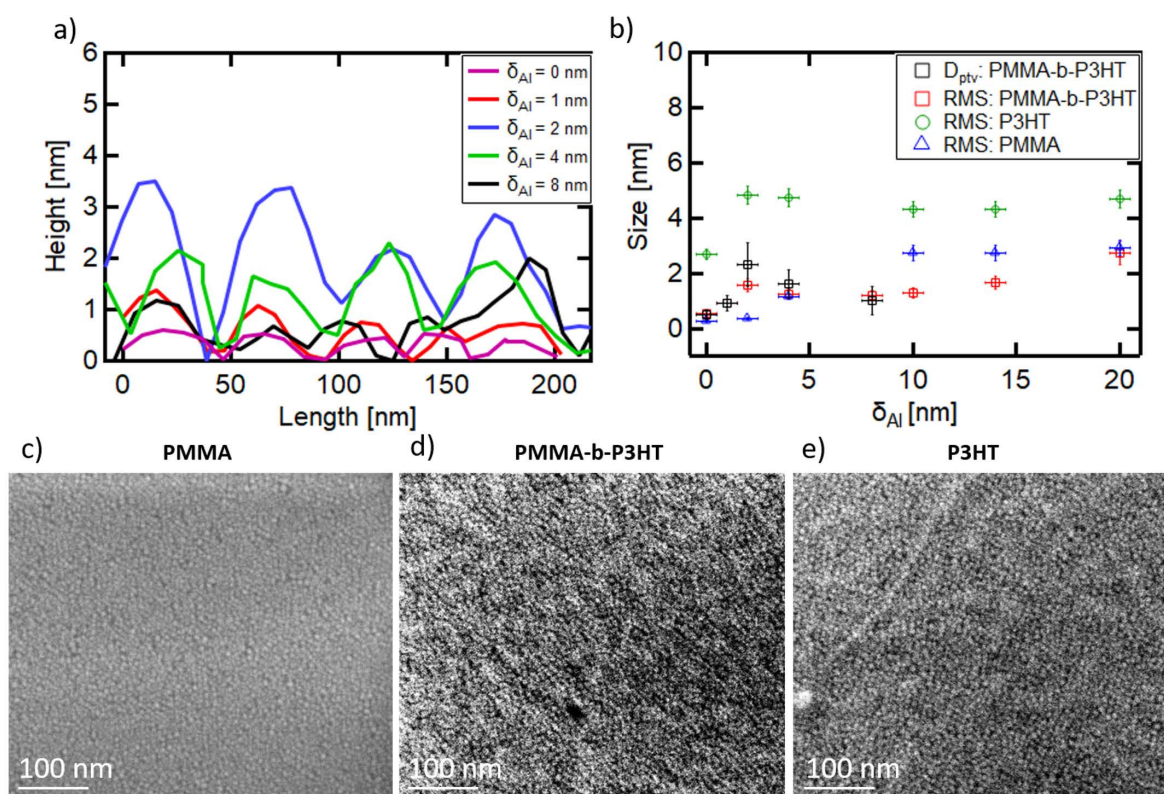 a)
6
5
4
3
2
1
0
Height [nm]
0 50 100 150 200
Length [nm]
δAl = 0 nm
δAl = 1 nm
δAl = 2 nm
δAl = 4 nm
δAl = 8 nm
b)
10
8
6
4
2
0
Size [nm]
0 5 10 15 20
δAl [nm]
Dptv: PMMA-b-P3HT
RMS: PMMA-b-P3HT
RMS: P3HT
RMS: PMMA
c) PMMA
100 nm
d) PMMA-b-P3HT
100 nm
e) P3HT
100 nm